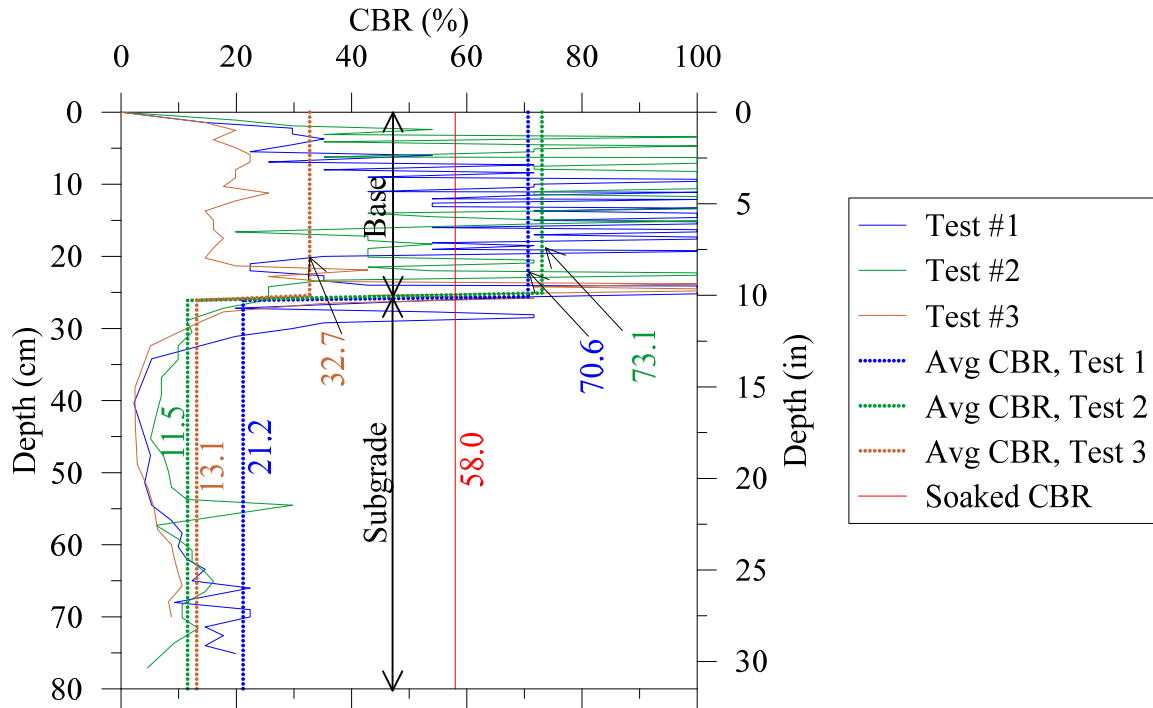 CBR (%)
0 20 40 60 80 100
0
10
20
30
40
50
60
70
80
Depth (cm)
0
5
10
15
20
25
30
Depth (in)
Base
Subgrade
32.7
70.6
73.1
11.5
13.1
21.2
58.0
Test #1
Test #2
Test #3
Avg CBR, Test 1
Avg CBR, Test 2
Avg CBR, Test 3
Soaked CBR